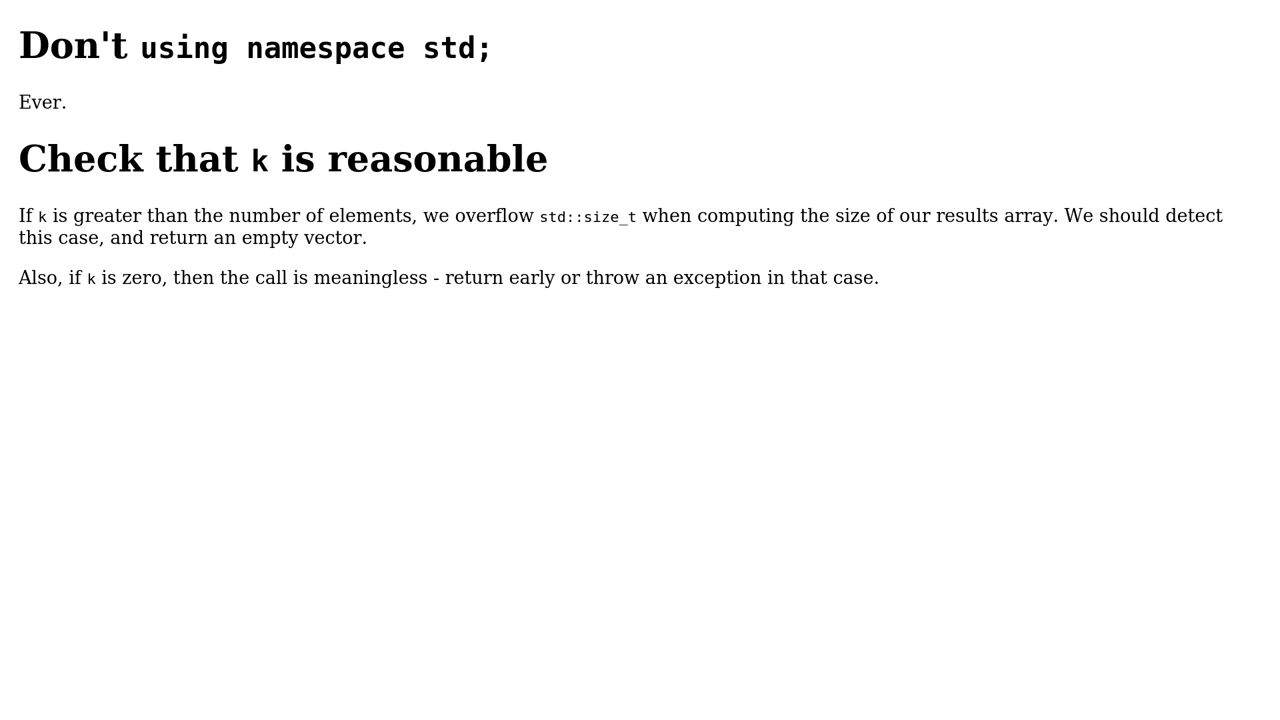 Don't using namespace std;
Ever.
Check that k is reasonable
If k is greater than the number of elements, we overflow std::size_t when computing the size of our results array. We should detect
this case, and return an empty vector.
Also, if k is zero, then the call is meaningless - return early or throw an exception in that case.